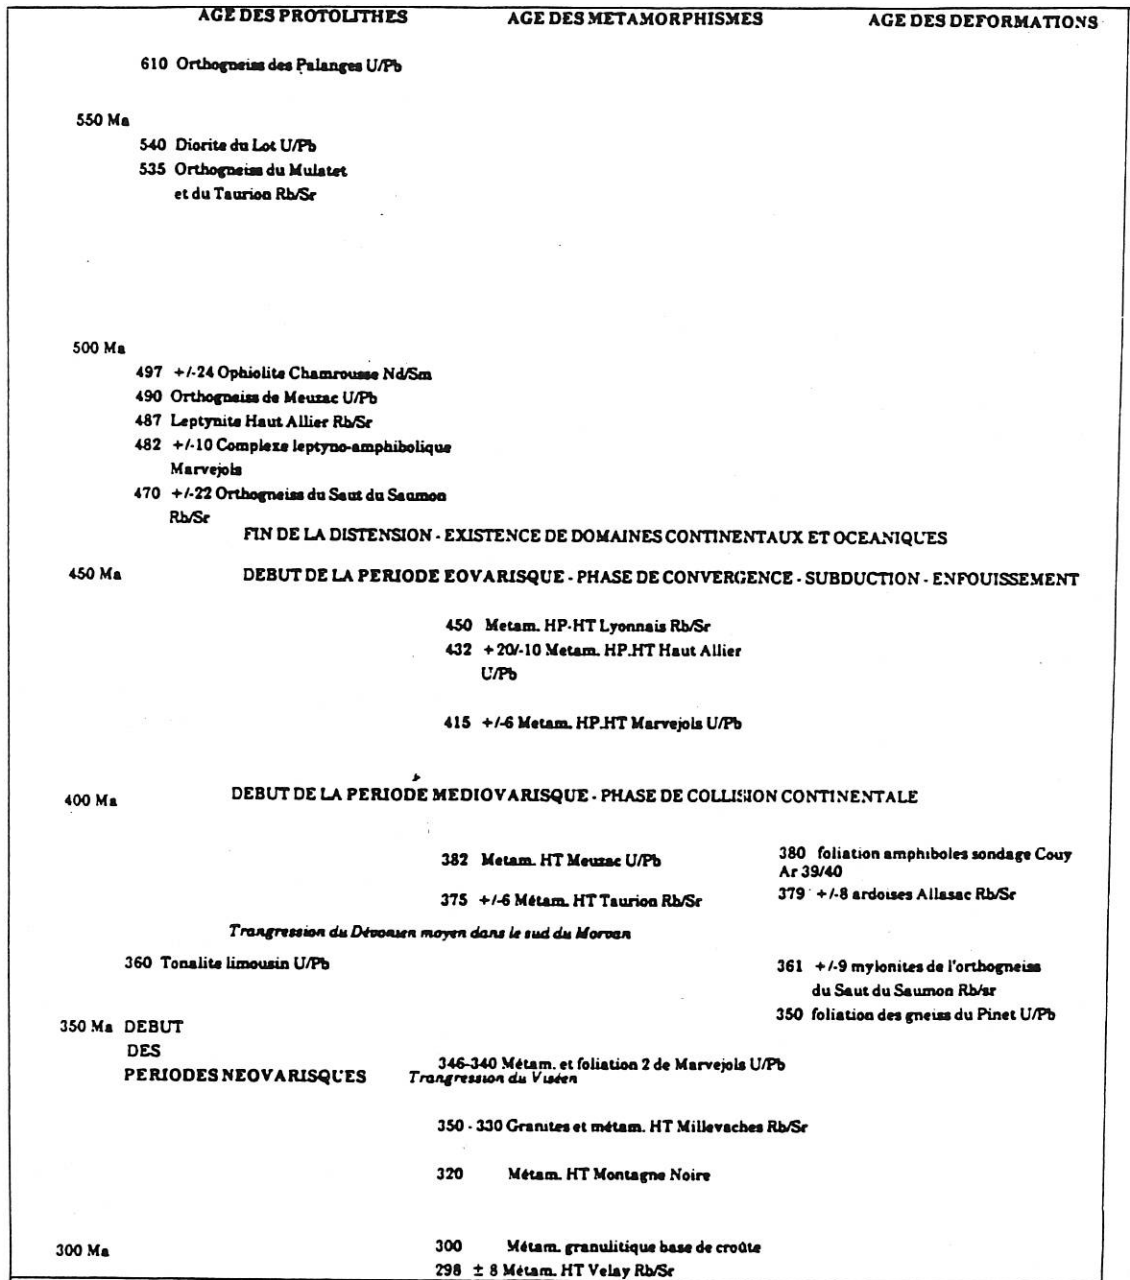 AGE DES PROTOLITHES AGE DES METAMORPHISMES AGE DES DEFORMATIONS
610 Orthogneiss des Palanges U/Pb
550 Ma
540 Diorite du Lot U/Pb
535 Orthogneiss du Mulatet
et du Taurion Rb/Sr
500 Ma
497 +/-24 Ophiolite Chamrousse Nd/Sm
490 Orthogneiss de Meuzac U/Pb
487 Leptynite Haut Allier Rb/Sr
482 +/-10 Complexe leptyno-amphibolique
Marvejols
470 +/-22 Orthogneiss du Saut du Saumon
Rb/Sr
FIN DE LA DISTENSION - EXISTENCE DE DOMAINES CONTINENTAUX ET OCEANIQUES
450 Ma DEBUT DE LA PERIODE EOVARISQUE - PHASE DE CONVERGENCE - SUBDUCTION - ENFOUISSEMENT
450 Metam. HP-HT Lyonnais Rb/Sr
432 +20/-10 Metam. HP.HT Haut Allier
U/Pb
415 +/-6 Metam. HP.HT Marvejols U/Pb
400 Ma DEBUT DE LA PERIODE MEDIOVARISQUE - PHASE DE COLLISION CONTINENTALE
382 Metam. HT Meuzac U/Pb 380 foliation amphiboles sondage Couy
Ar 39/40
375 +/-6 Métam. HT Taurion Rb/Sr 379 +/-8 ardoises Allasac Rb/Sr
Trangression du Dévonien moyen dans le sud du Morvan
360 Tonalite limousin U/Pb 361 +/-9 mylonites de l'orthogneiss
du Saut du Saumon Rb/sr
350 foliation des gneiss du Pinet U/Pb
350 Ma DEBUT
DES
PERIODES NEOVARISQUES
346-340 Métam. et foliation 2 de Marvejols U/Pb
Trangression du Viséen
350 - 330 Granites et métam. HT Millevaches Rb/Sr
320 Métam. HT Montagne Noire
300 Ma 300 Métam. granulitique base de croûte
298 ± 8 Métam. HT Velay Rb/Sr